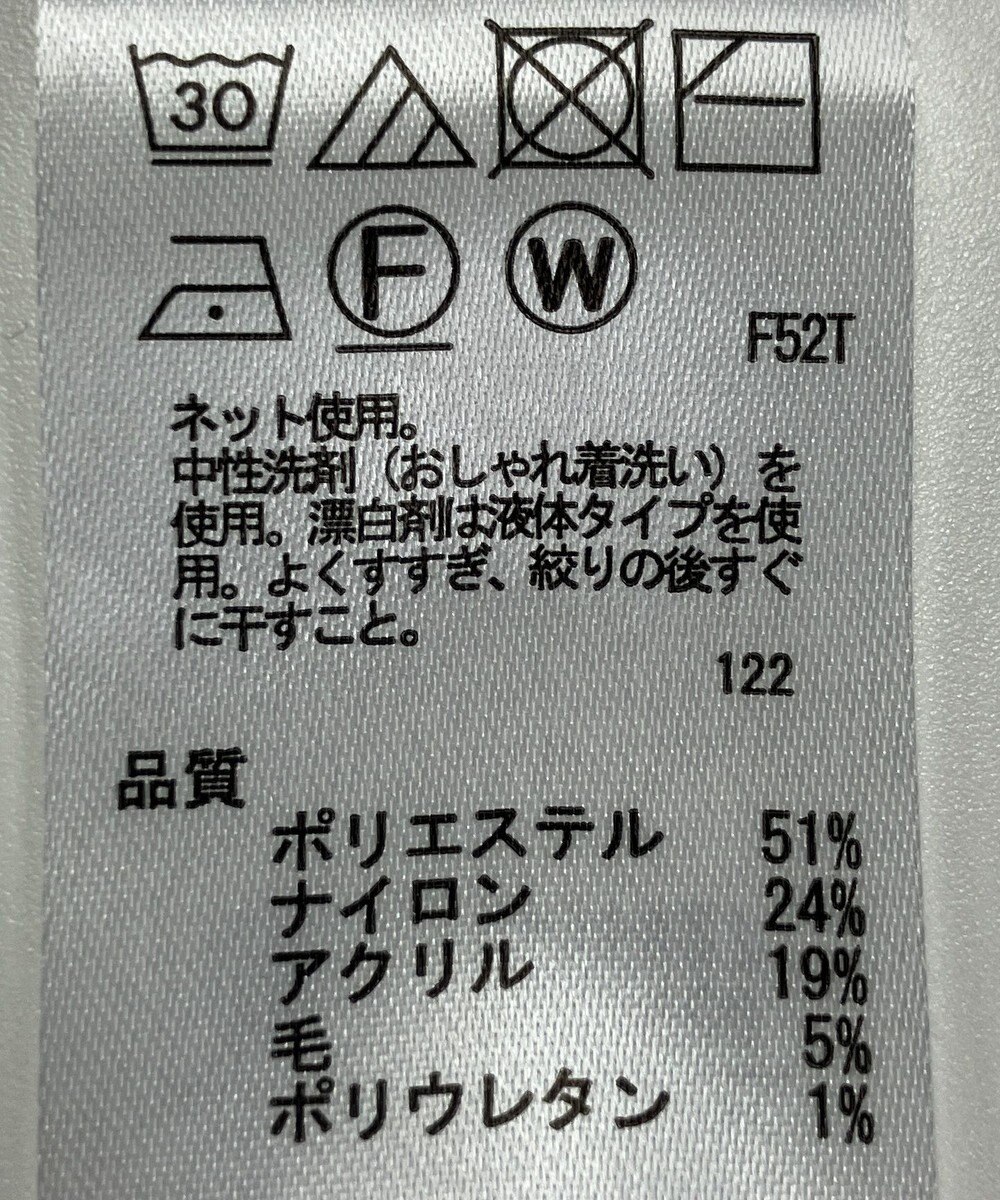 30
F W
F52T
ネット使用。
中性洗剤（おしゃれ着洗い）を
使用。漂白剤は液体タイプを使
用。よくすすぎ、絞りの後すぐ
に干すこと。
122
品質
ポリエステル 51%
ナイロン 24%
アクリル 19%
毛 5%
ポリウレタン 1%